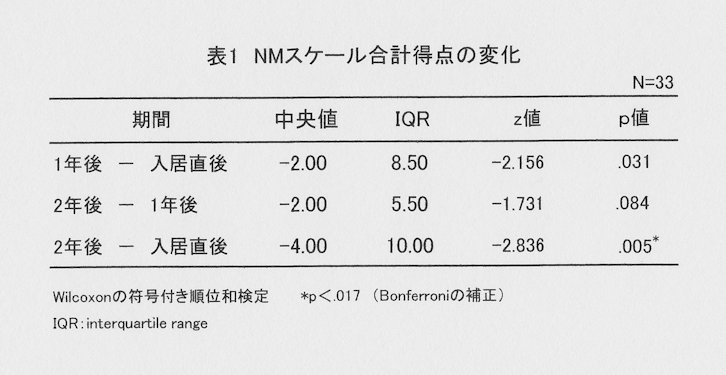 表1 NMスケール合計得点の変化
N=33
期間 中央値 IQR z値 p値
1年後 － 入居直後 −2.00 8.50 −2.156 .031
2年後 － 1年後 −2.00 5.50 −1.731 .084
2年後 － 入居直後 −4.00 10.00 −2.836 .005*
Wilcoxonの符号付き順位和検定 *p＜.017 （Bonferroniの補正）
IQR：interquartile range